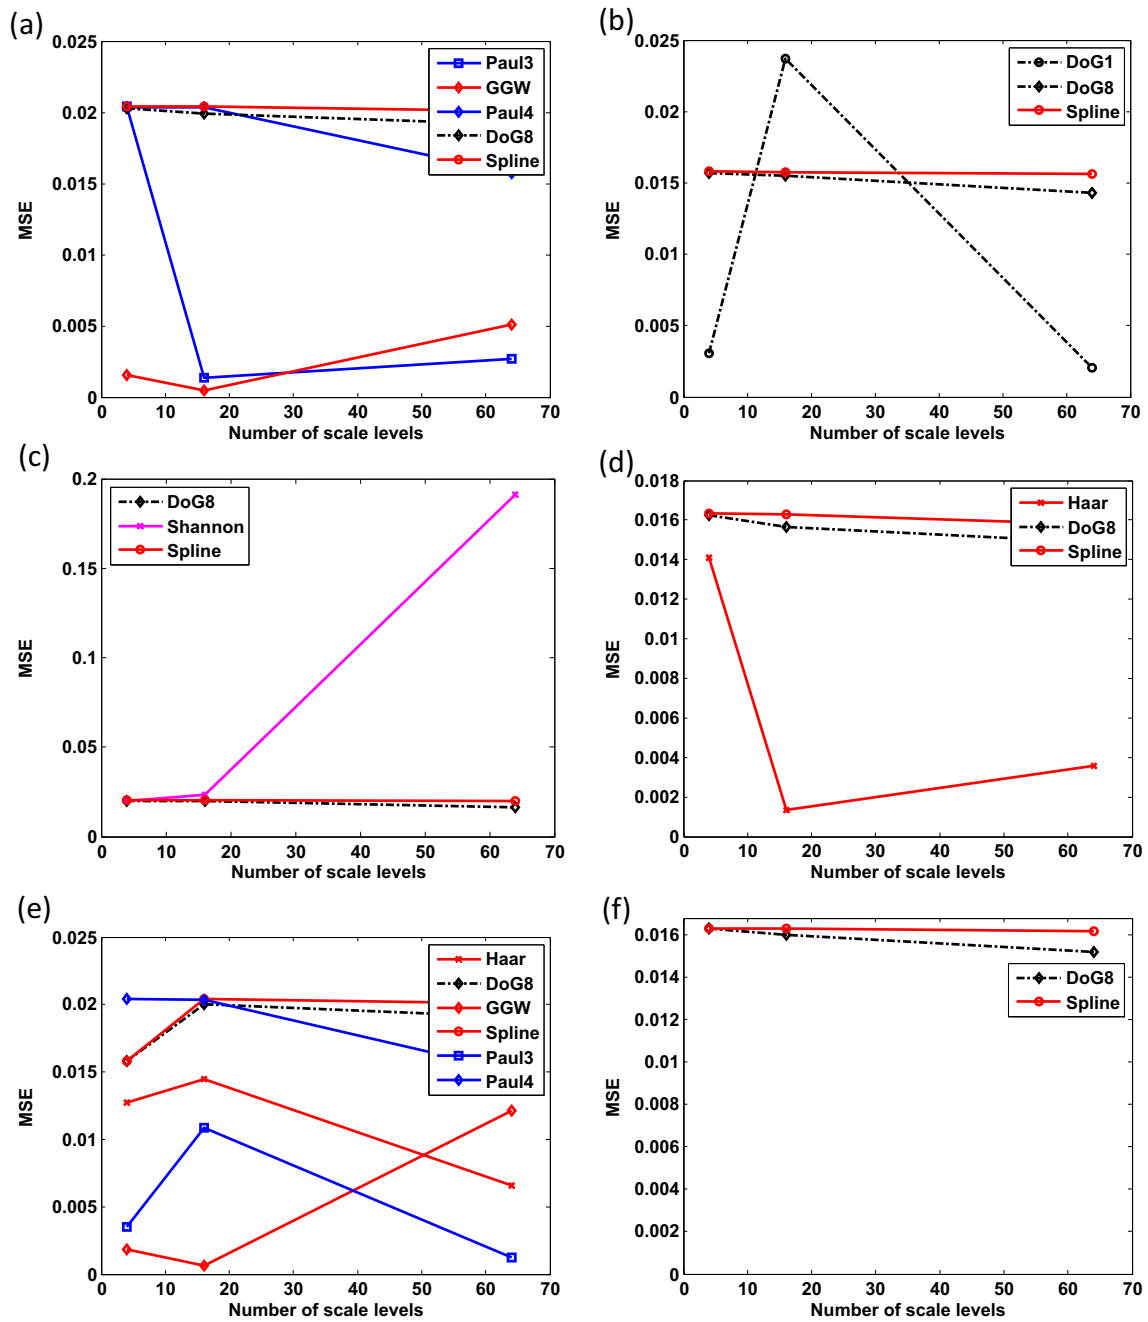 (a)
0.025
0.02
0.015
0.01
0.005
0
MSE
0 10 20 30 40 50 60 70
Number of scale levels
Paul3
GGW
Paul4
DoG8
Spline
(b)
0.025
0.02
0.015
0.01
0.005
0
MSE
0 10 20 30 40 50 60 70
Number of scale levels
DoG1
DoG8
Spline
(c)
0.2
0.15
0.1
0.05
0
MSE
0 10 20 30 40 50 60 70
Number of scale levels
DoG8
Shannon
Spline
(d)
0.018
0.016
0.014
0.012
0.01
0.008
0.006
0.004
0.002
0
MSE
0 10 20 30 40 50 60 70
Number of scale levels
Haar
DoG8
Spline
(e)
0.025
0.02
0.015
0.01
0.005
0
MSE
0 10 20 30 40 50 60 70
Number of scale levels
Haar
DoG8
GGW
Spline
Paul3
Paul4
(f)
0.016
0.014
0.012
0.01
0.008
0.006
0.004
0.002
0
MSE
0 10 20 30 40 50 60 70
Number of scale levels
DoG8
Spline